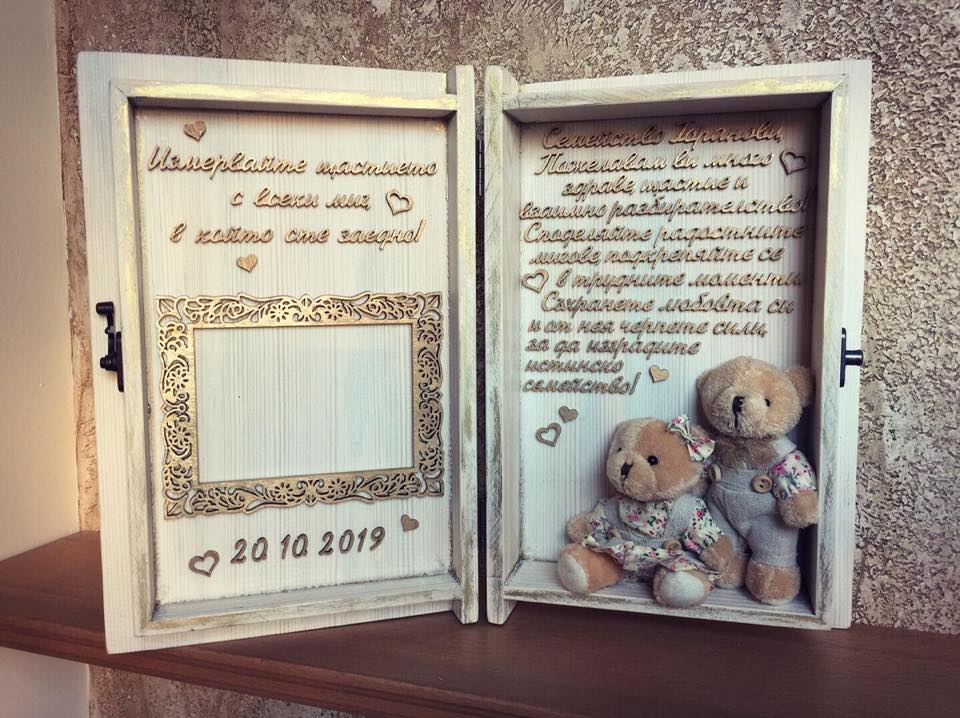 Измервайте щастието
с всеки миг,
в който сте заедно!
20.10.2019
Семейство Горанови,
Пожелавам ви много
здраве, щастие и
взаимно разбирателство!
Споделяйте радостните
мигове, подкрепяйте се
в трудните моменти.
Съхранете любовта си
и от нея черпете сили,
за да изградите
истинско
семейство!